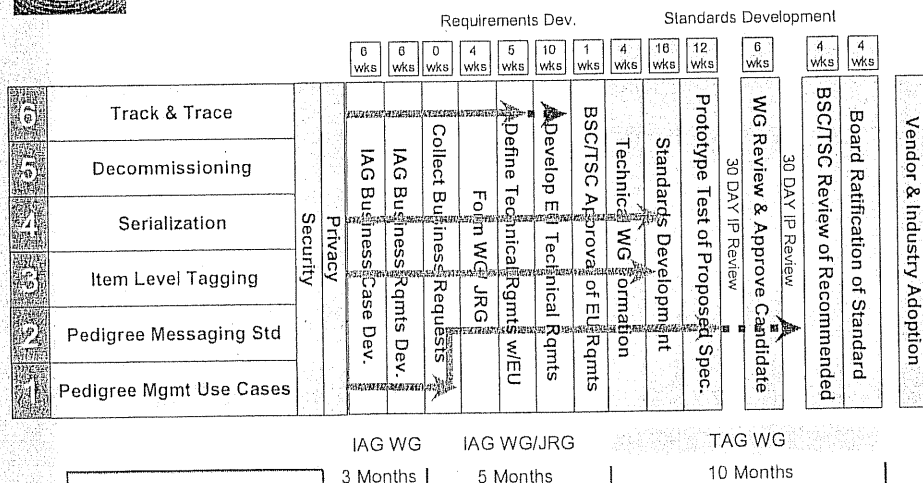 Requirements Dev.
Standards Development
6 wks
6 wks
0 wks
4 wks
5 wks
10 wks
1 wks
4 wks
16 wks
12 wks
6 wks
4 wks
4 wks
6
Track & Trace
5
Decommissioning
4
Serialization
3
Item Level Tagging
2
Pedigree Messaging Std
1
Pedigree Mgmt Use Cases
Security
Privacy
IAG Business Case Dev.
IAG Business Rqmts Dev.
Collect Business Requests
Form WG/ JRG
Define Technical Rqmts w/EU
Develop EU Technical Rqmts
BSC/TSC Approval of EU Rqmts
Technical WG Formation
Standards Development
Prototype Test of Proposed Spec.
30 DAY IP Review
WG Review & Approve Candidate
30 DAY IP Review
BSC/TSC Review of Recommended
Board Ratification of Standard
Vendor & Industry Adoption
IAG WG
IAG WG/JRG
TAG WG
3 Months
5 Months
10 Months